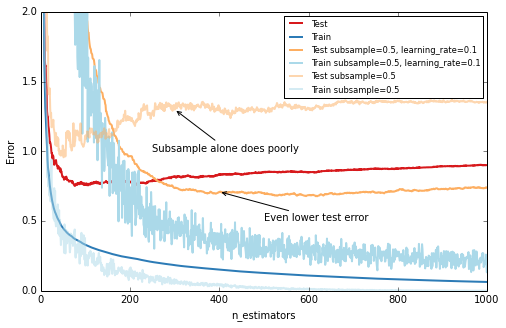 2.0
1.5
1.0
0.5
0.0
Error
Test
Train
Test subsample=0.5, learning_rate=0.1
Train subsample=0.5, learning_rate=0.1
Test subsample=0.5
Train subsample=0.5
Subsample alone does poorly
Even lower test error
0 200 400 600 800 1000
n_estimators